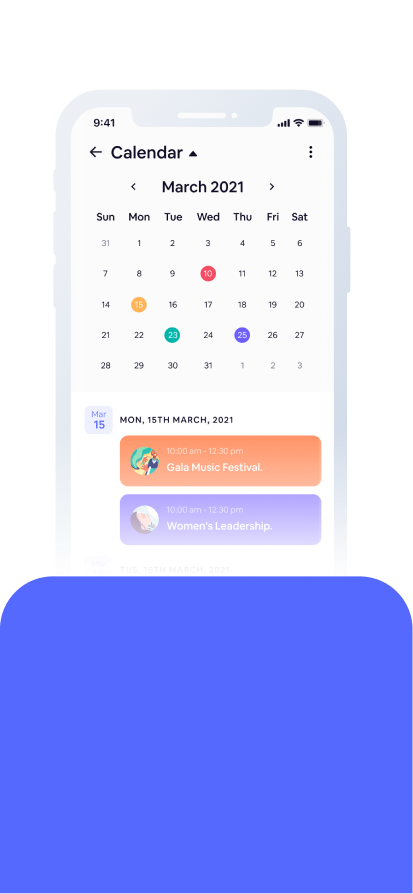 9:41
Calendar
March 2021
Sun Mon Tue Wed Thu Fri Sat
31 1 2 3 4 5 6
7 8 9 10 11 12 13
14 15 16 17 18 19 20
21 22 23 24 25 26 27
28 29 30 31 1 2 3
Mar
15
MON, 15TH MARCH, 2021
10:00 am - 12:30 pm
Gala Music Festival.
10:00 am - 12:30 pm
Women's Leadership.
TUS, 16TH MARCH, 2021